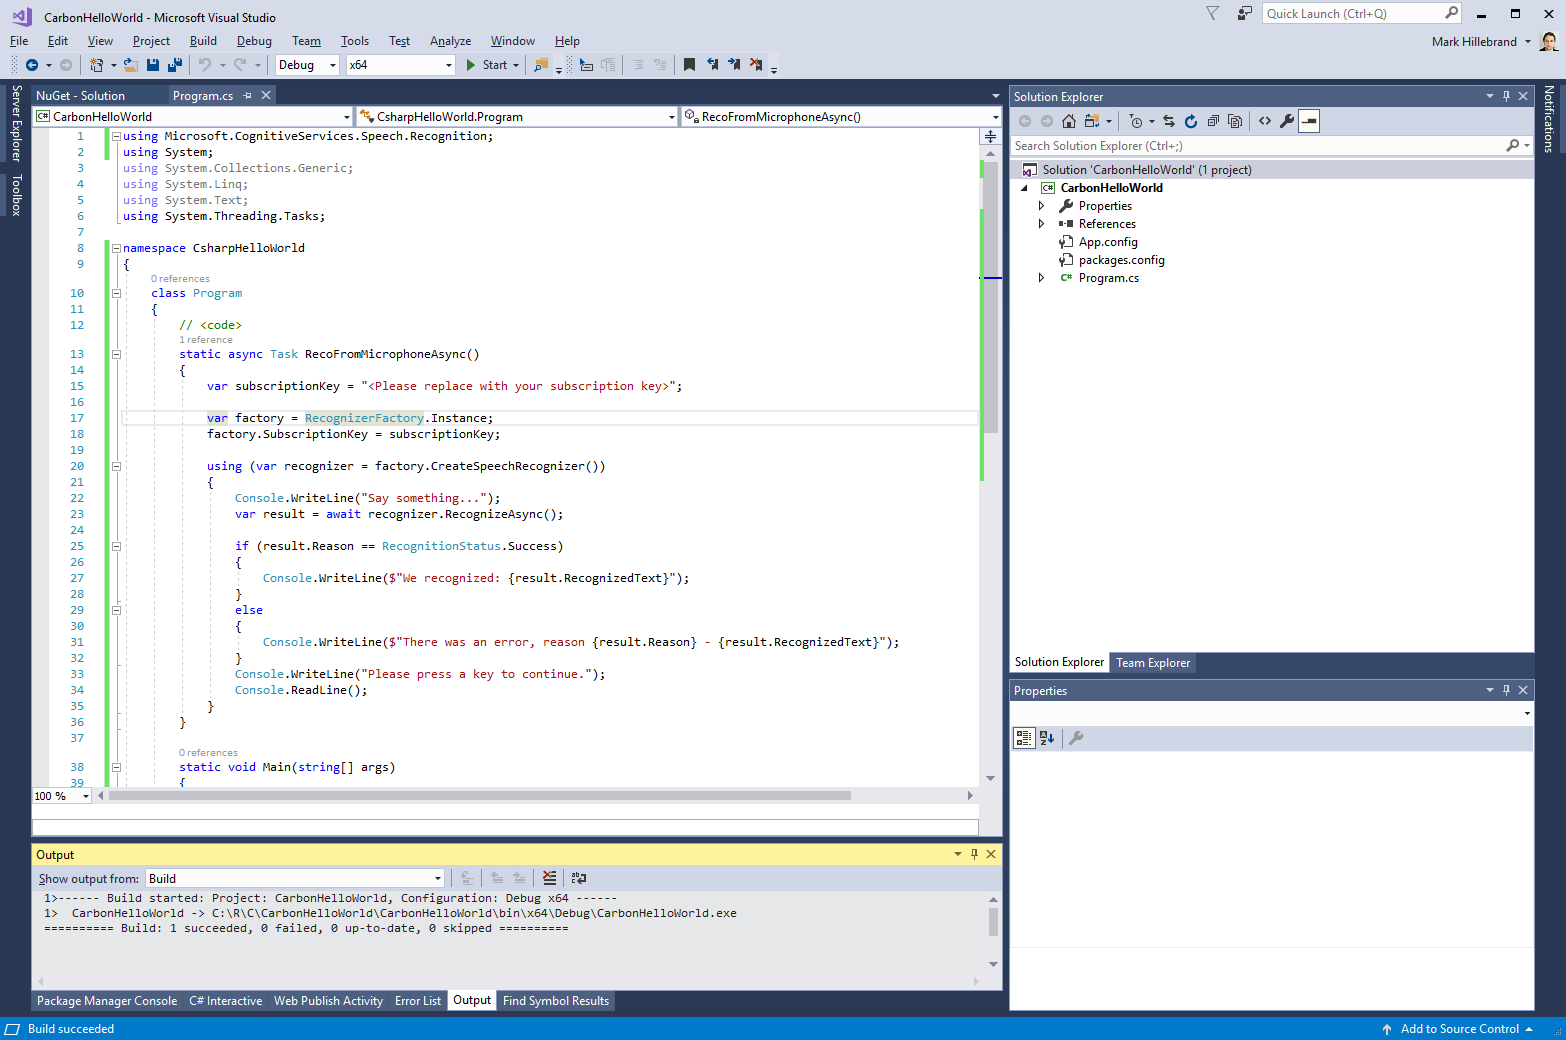 CarbonHelloWorld - Microsoft Visual Studio
Quick Launch (Ctrl+Q)
File Edit View Project Build Debug Team Tools Test Analyze Window Help
Mark Hillebrand
Debug x64 Start
Server Explorer
Toolbox
NuGet - Solution Program.cs
C# CarbonHelloWorld CsharpHelloWorld.Program RecoFromMicrophoneAsync()
1 using Microsoft.CognitiveServices.Speech.Recognition;
2 using System;
3 using System.Collections.Generic;
4 using System.Linq;
5 using System.Text;
6 using System.Threading.Tasks;
7
8 namespace CsharpHelloWorld
9 {
0 references
10 class Program
11 {
12 // <code>
1 reference
13 static async Task RecoFromMicrophoneAsync()
14 {
15 var subscriptionKey = "<Please replace with your subscription key>";
16
17 var factory = RecognizerFactory.Instance;
18 factory.SubscriptionKey = subscriptionKey;
19
20 using (var recognizer = factory.CreateSpeechRecognizer())
21 {
22 Console.WriteLine("Say something...");
23 var result = await recognizer.RecognizeAsync();
24
25 if (result.Reason == RecognitionStatus.Success)
26 {
27 Console.WriteLine($"We recognized: {result.RecognizedText}");
28 }
29 else
30 {
31 Console.WriteLine($"There was an error, reason {result.Reason} - {result.RecognizedText}");
32 }
33 Console.WriteLine("Please press a key to continue.");
34 Console.ReadLine();
35 }
36 }
37
0 references
38 static void Main(string[] args)
39 {
100 %
Output
Show output from: Build
1>------ Build started: Project: CarbonHelloWorld, Configuration: Debug x64 ------
1> CarbonHelloWorld -> C:\R\C\CarbonHelloWorld\CarbonHelloWorld\bin\x64\Debug\CarbonHelloWorld.exe
========== Build: 1 succeeded, 0 failed, 0 up-to-date, 0 skipped ==========
Package Manager Console C# Interactive Web Publish Activity Error List Output Find Symbol Results
Solution Explorer
Search Solution Explorer (Ctrl+;)
Solution 'CarbonHelloWorld' (1 project)
C# CarbonHelloWorld
Properties
References
App.config
packages.config
C# Program.cs
Solution Explorer Team Explorer
Properties
Notifications
Build succeeded
Add to Source Control